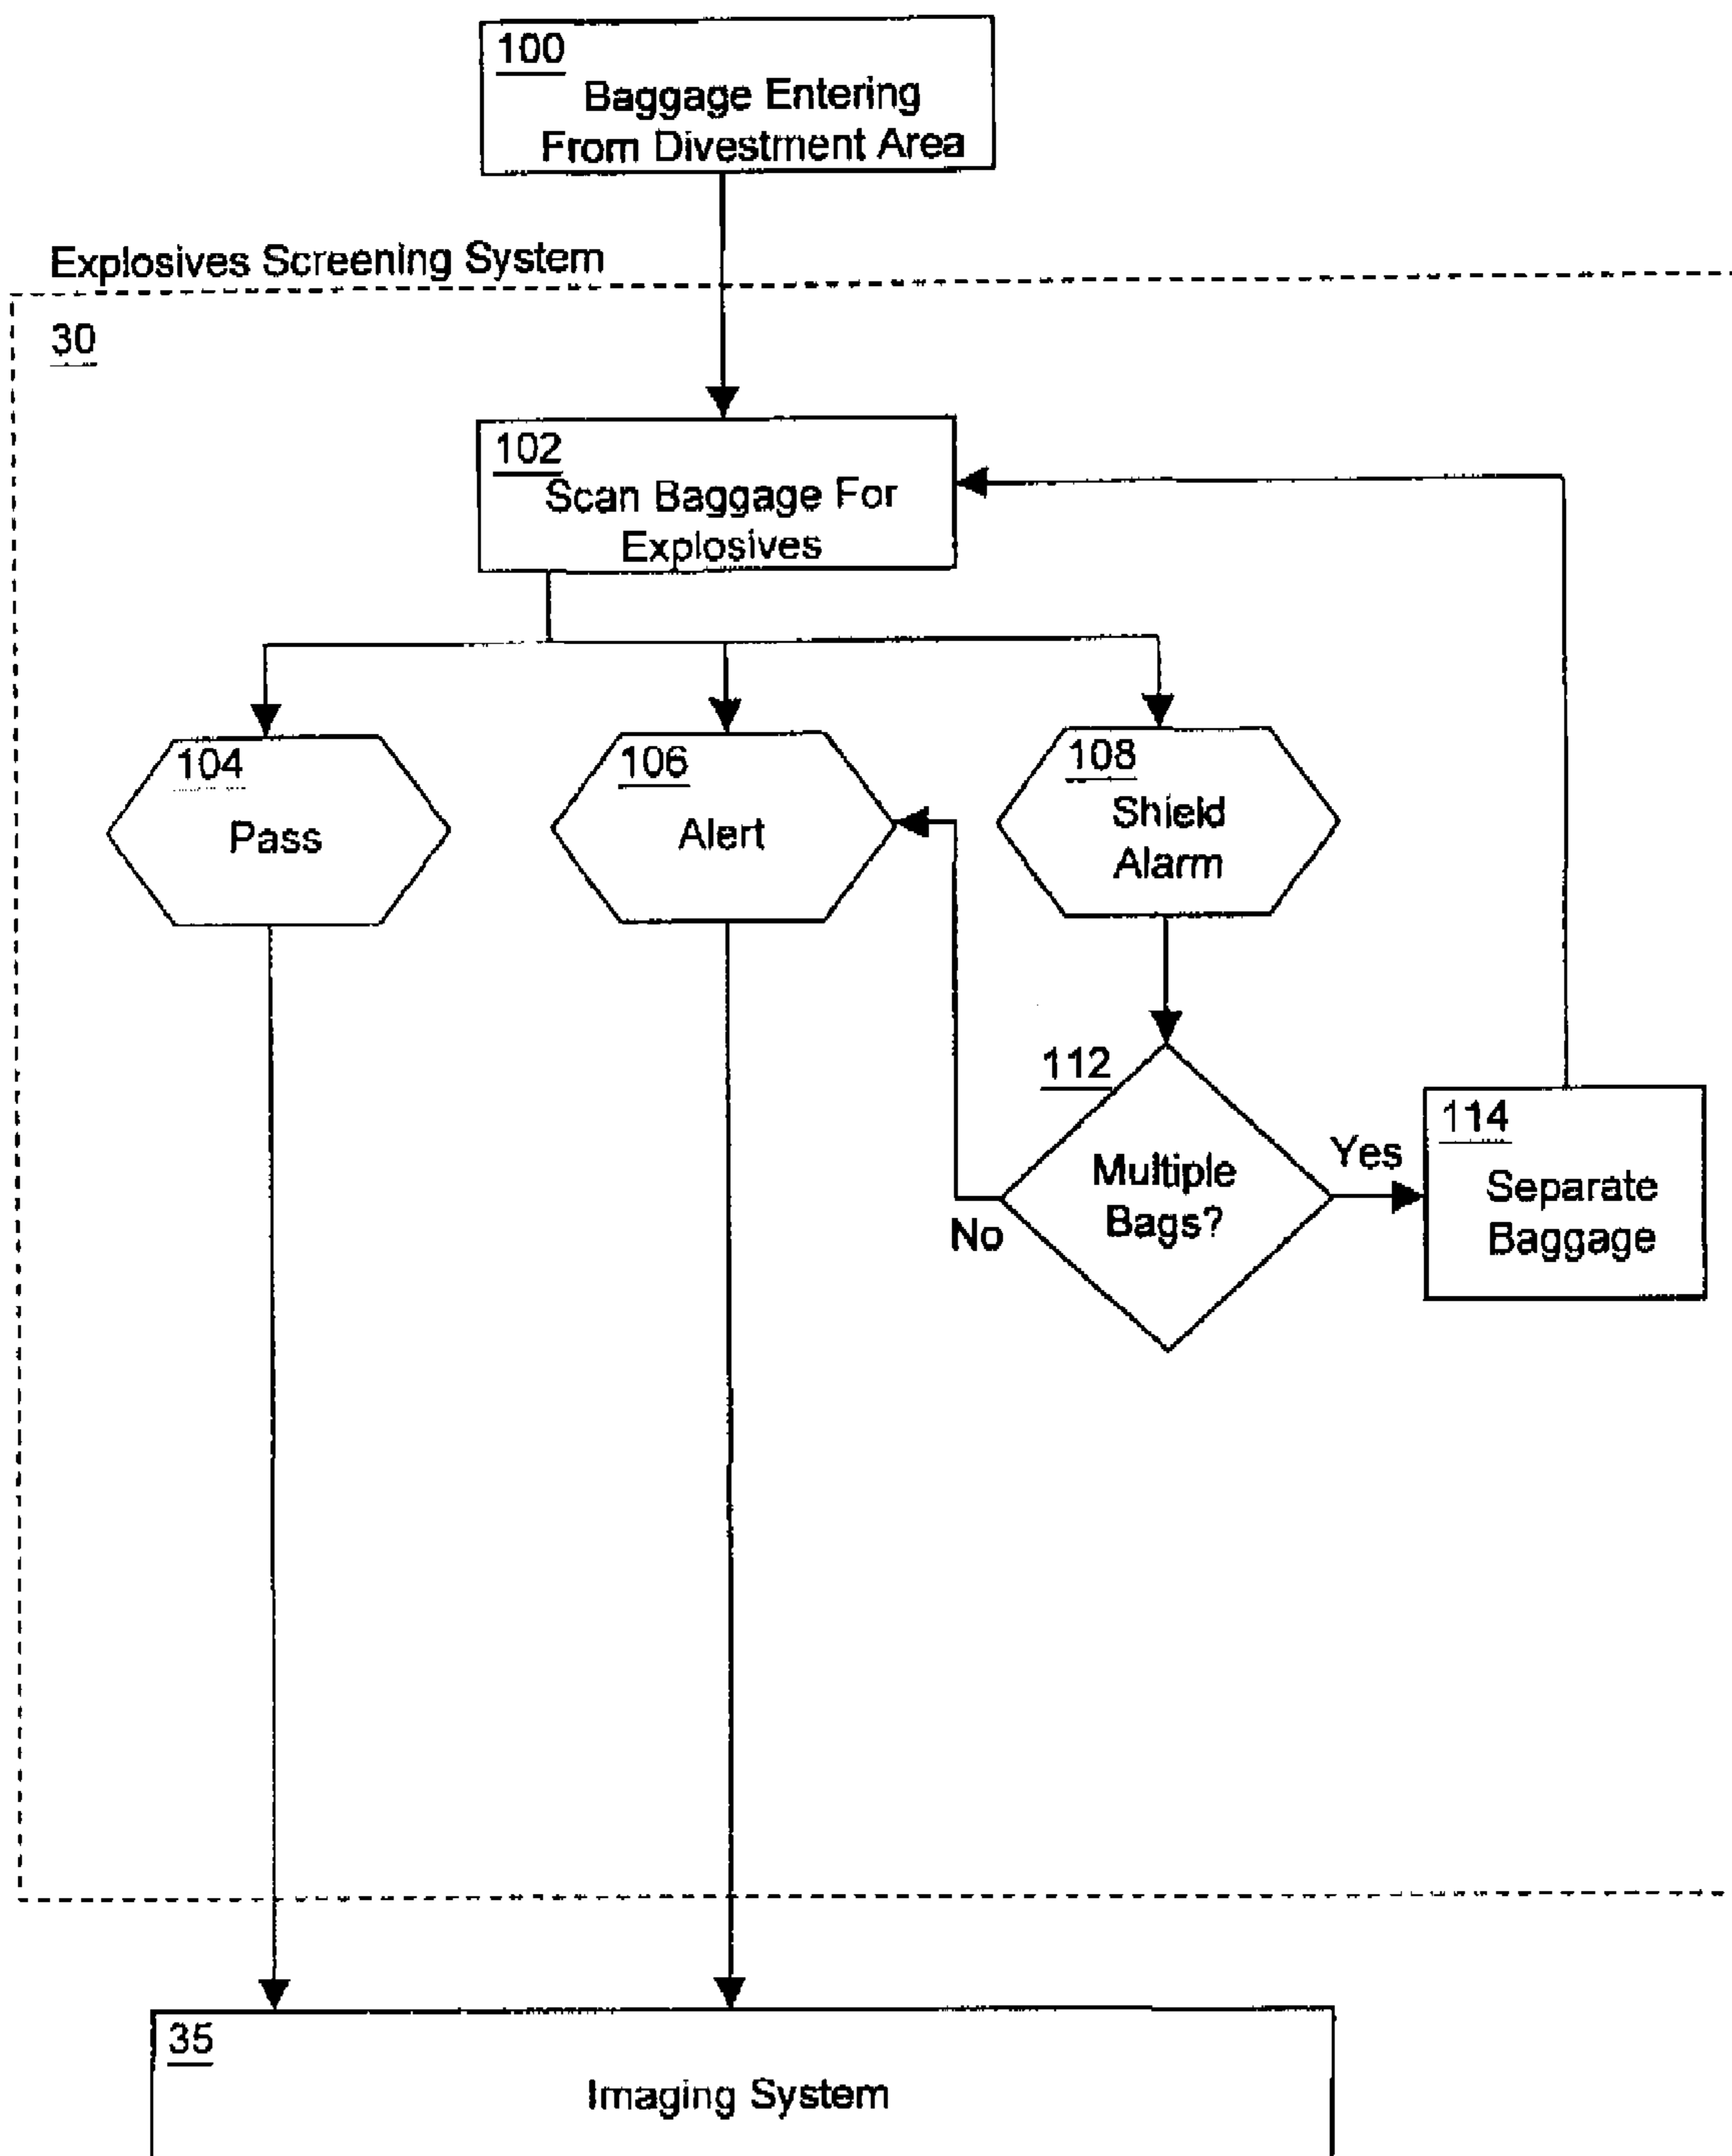 100
Baggage Entering
From Divestment Area
Explosives Screening System
30
102
Scan Baggage For
Explosives
104
Pass
106
Alert
108
Shield
Alarm
112
Multiple
Bags?
Yes
No
114
Separate
Baggage
35
Imaging System